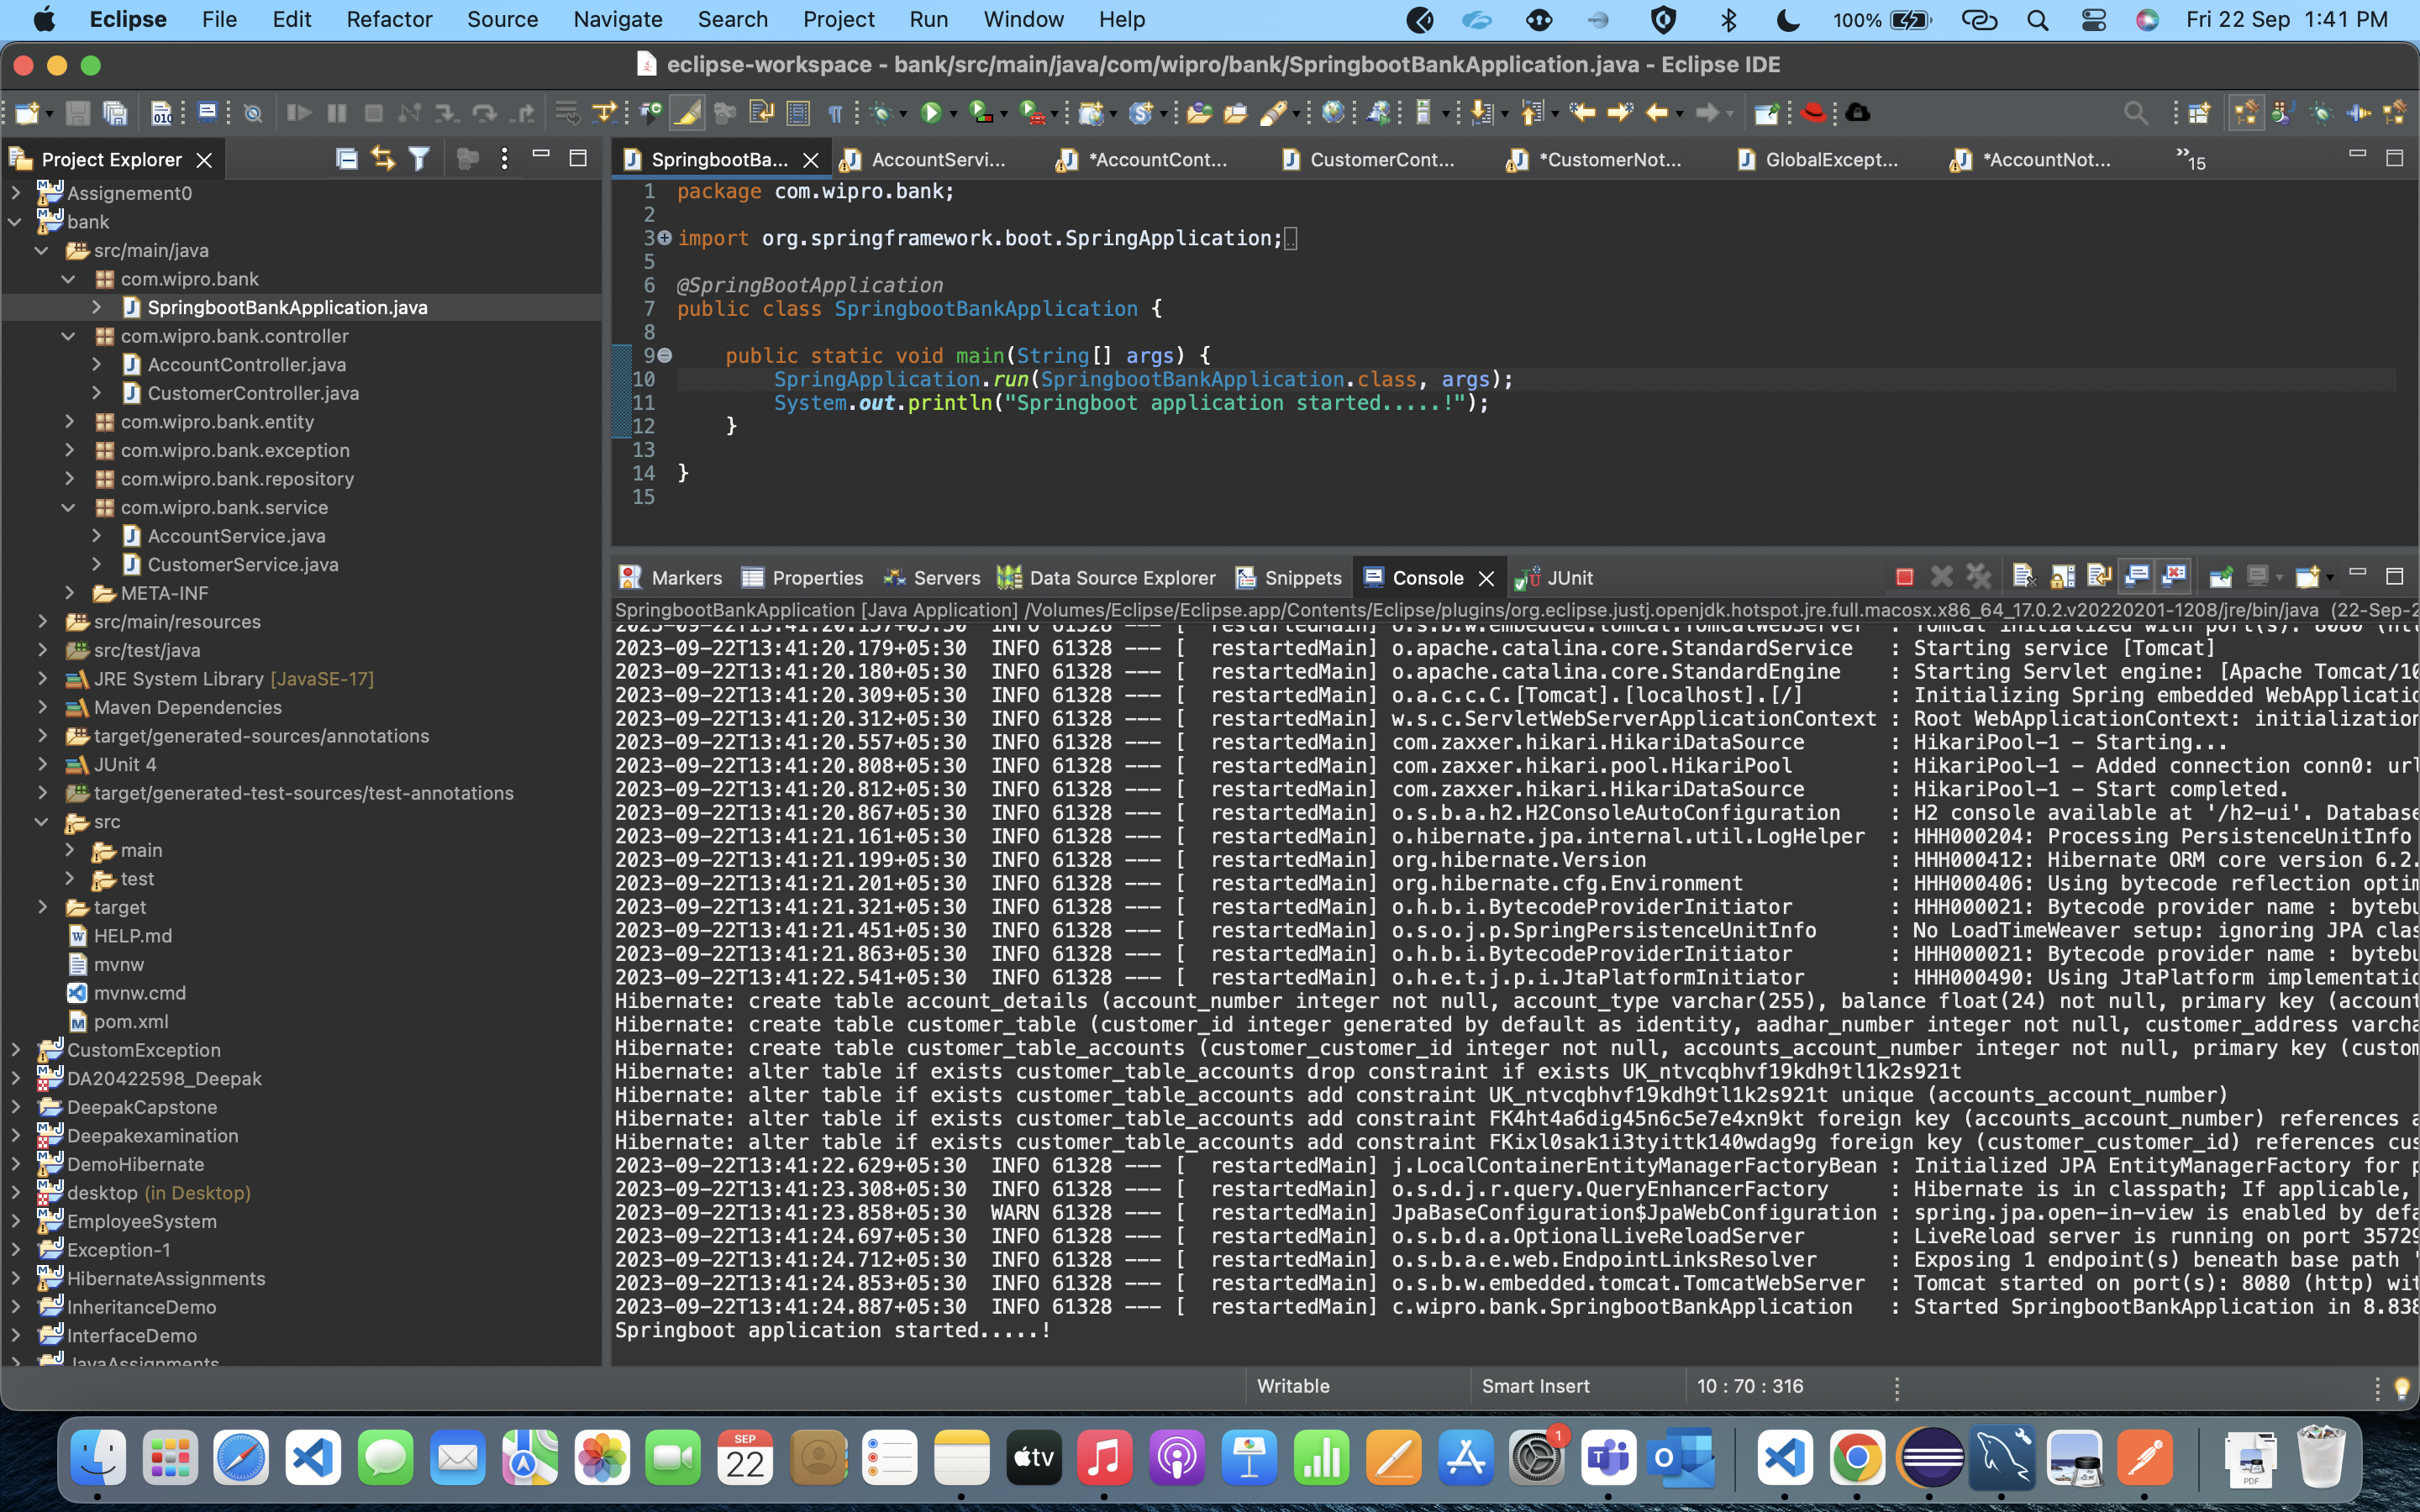 Eclipse File Edit Refactor Source Navigate Search Project Run Window Help 100% Fri 22 Sep 1:41 PM
eclipse-workspace - bank/src/main/java/com/wipro/bank/SpringbootBankApplication.java - Eclipse IDE
Project Explorer
Assignement0
bank
src/main/java
com.wipro.bank
SpringbootBankApplication.java
com.wipro.bank.controller
AccountController.java
CustomerController.java
com.wipro.bank.entity
com.wipro.bank.exception
com.wipro.bank.repository
com.wipro.bank.service
AccountService.java
CustomerService.java
META-INF
src/main/resources
src/test/java
JRE System Library [JavaSE-17]
Maven Dependencies
target/generated-sources/annotations
JUnit 4
target/generated-test-sources/test-annotations
src
main
test
target
HELP.md
mvnw
mvnw.cmd
pom.xml
CustomException
DA20422598_Deepak
DeepakCapstone
Deepakexamination
DemoHibernate
desktop (in Desktop)
EmployeeSystem
Exception-1
HibernateAssignments
InheritanceDemo
InterfaceDemo
JavaAssignments
SpringbootBa... AccountServi... *AccountCont... CustomerCont... *CustomerNot... GlobalExcept... *AccountNot... »15
1 package com.wipro.bank;
2
3 import org.springframework.boot.SpringApplication;
5
6 @SpringBootApplication
7 public class SpringbootBankApplication {
8
9 public static void main(String[] args) {
10 SpringApplication.run(SpringbootBankApplication.class, args);
11 System.out.println("Springboot application started.....!");
12 }
13
14 }
15
Markers Properties Servers Data Source Explorer Snippets Console JUnit
SpringbootBankApplication [Java Application] /Volumes/Eclipse/Eclipse.app/Contents/Eclipse/plugins/org.eclipse.justj.openjdk.hotspot.jre.full.macosx.x86_64_17.0.2.v20220201-1208/jre/bin/java (22-Sep-2
2023-09-22T13:41:20.157+05:30 INFO 61328 --- [ restartedMain] o.s.b.w.embedded.tomcat.TomcatWebServer : Tomcat initialized with port(s): 8080 (htt
2023-09-22T13:41:20.179+05:30 INFO 61328 --- [ restartedMain] o.apache.catalina.core.StandardService : Starting service [Tomcat]
2023-09-22T13:41:20.180+05:30 INFO 61328 --- [ restartedMain] o.apache.catalina.core.StandardEngine : Starting Servlet engine: [Apache Tomcat/10
2023-09-22T13:41:20.309+05:30 INFO 61328 --- [ restartedMain] o.a.c.c.C.[Tomcat].[localhost].[/] : Initializing Spring embedded WebApplicatio
2023-09-22T13:41:20.312+05:30 INFO 61328 --- [ restartedMain] w.s.c.ServletWebServerApplicationContext : Root WebApplicationContext: initialization
2023-09-22T13:41:20.557+05:30 INFO 61328 --- [ restartedMain] com.zaxxer.hikari.HikariDataSource : HikariPool-1 - Starting...
2023-09-22T13:41:20.808+05:30 INFO 61328 --- [ restartedMain] com.zaxxer.hikari.pool.HikariPool : HikariPool-1 - Added connection conn0: url
2023-09-22T13:41:20.812+05:30 INFO 61328 --- [ restartedMain] com.zaxxer.hikari.HikariDataSource : HikariPool-1 - Start completed.
2023-09-22T13:41:20.867+05:30 INFO 61328 --- [ restartedMain] o.s.b.a.h2.H2ConsoleAutoConfiguration : H2 console available at '/h2-ui'. Database
2023-09-22T13:41:21.161+05:30 INFO 61328 --- [ restartedMain] o.hibernate.jpa.internal.util.LogHelper : HHH000204: Processing PersistenceUnitInfo
2023-09-22T13:41:21.199+05:30 INFO 61328 --- [ restartedMain] org.hibernate.Version : HHH000412: Hibernate ORM core version 6.2.
2023-09-22T13:41:21.201+05:30 INFO 61328 --- [ restartedMain] org.hibernate.cfg.Environment : HHH000406: Using bytecode reflection optim
2023-09-22T13:41:21.321+05:30 INFO 61328 --- [ restartedMain] o.h.b.i.BytecodeProviderInitiator : HHH000021: Bytecode provider name : bytebu
2023-09-22T13:41:21.451+05:30 INFO 61328 --- [ restartedMain] o.s.o.j.p.SpringPersistenceUnitInfo : No LoadTimeWeaver setup: ignoring JPA clas
2023-09-22T13:41:21.863+05:30 INFO 61328 --- [ restartedMain] o.h.b.i.BytecodeProviderInitiator : HHH000021: Bytecode provider name : bytebu
2023-09-22T13:41:22.541+05:30 INFO 61328 --- [ restartedMain] o.h.e.t.j.p.i.JtaPlatformInitiator : HHH000490: Using JtaPlatform implementatio
Hibernate: create table account_details (account_number integer not null, account_type varchar(255), balance float(24) not null, primary key (account
Hibernate: create table customer_table (customer_id integer generated by default as identity, aadhar_number integer not null, customer_address varcha
Hibernate: create table customer_table_accounts (customer_customer_id integer not null, accounts_account_number integer not null, primary key (custom
Hibernate: alter table if exists customer_table_accounts drop constraint if exists UK_ntvcqbhvf19kdh9tl1k2s921t
Hibernate: alter table if exists customer_table_accounts add constraint UK_ntvcqbhvf19kdh9tl1k2s921t unique (accounts_account_number)
Hibernate: alter table if exists customer_table_accounts add constraint FK4ht4a6dig45n6c5e7e4xn9kt foreign key (accounts_account_number) references a
Hibernate: alter table if exists customer_table_accounts add constraint FKixl0sak1i3tyittk140wdag9g foreign key (customer_customer_id) references cus
2023-09-22T13:41:22.629+05:30 INFO 61328 --- [ restartedMain] j.LocalContainerEntityManagerFactoryBean : Initialized JPA EntityManagerFactory for p
2023-09-22T13:41:23.308+05:30 INFO 61328 --- [ restartedMain] o.s.d.j.r.query.QueryEnhancerFactory : Hibernate is in classpath; If applicable,
2023-09-22T13:41:23.858+05:30 WARN 61328 --- [ restartedMain] JpaBaseConfiguration$JpaWebConfiguration : spring.jpa.open-in-view is enabled by defa
2023-09-22T13:41:24.697+05:30 INFO 61328 --- [ restartedMain] o.s.b.d.a.OptionalLiveReloadServer : LiveReload server is running on port 35729
2023-09-22T13:41:24.712+05:30 INFO 61328 --- [ restartedMain] o.s.b.a.e.web.EndpointLinksResolver : Exposing 1 endpoint(s) beneath base path '
2023-09-22T13:41:24.853+05:30 INFO 61328 --- [ restartedMain] o.s.b.w.embedded.tomcat.TomcatWebServer : Tomcat started on port(s): 8080 (http) wit
2023-09-22T13:41:24.887+05:30 INFO 61328 --- [ restartedMain] c.wipro.bank.SpringbootBankApplication : Started SpringbootBankApplication in 8.838
Springboot application started.....!
Writable Smart Insert 10 : 70 : 316
SEP
22
tv
1
PDF